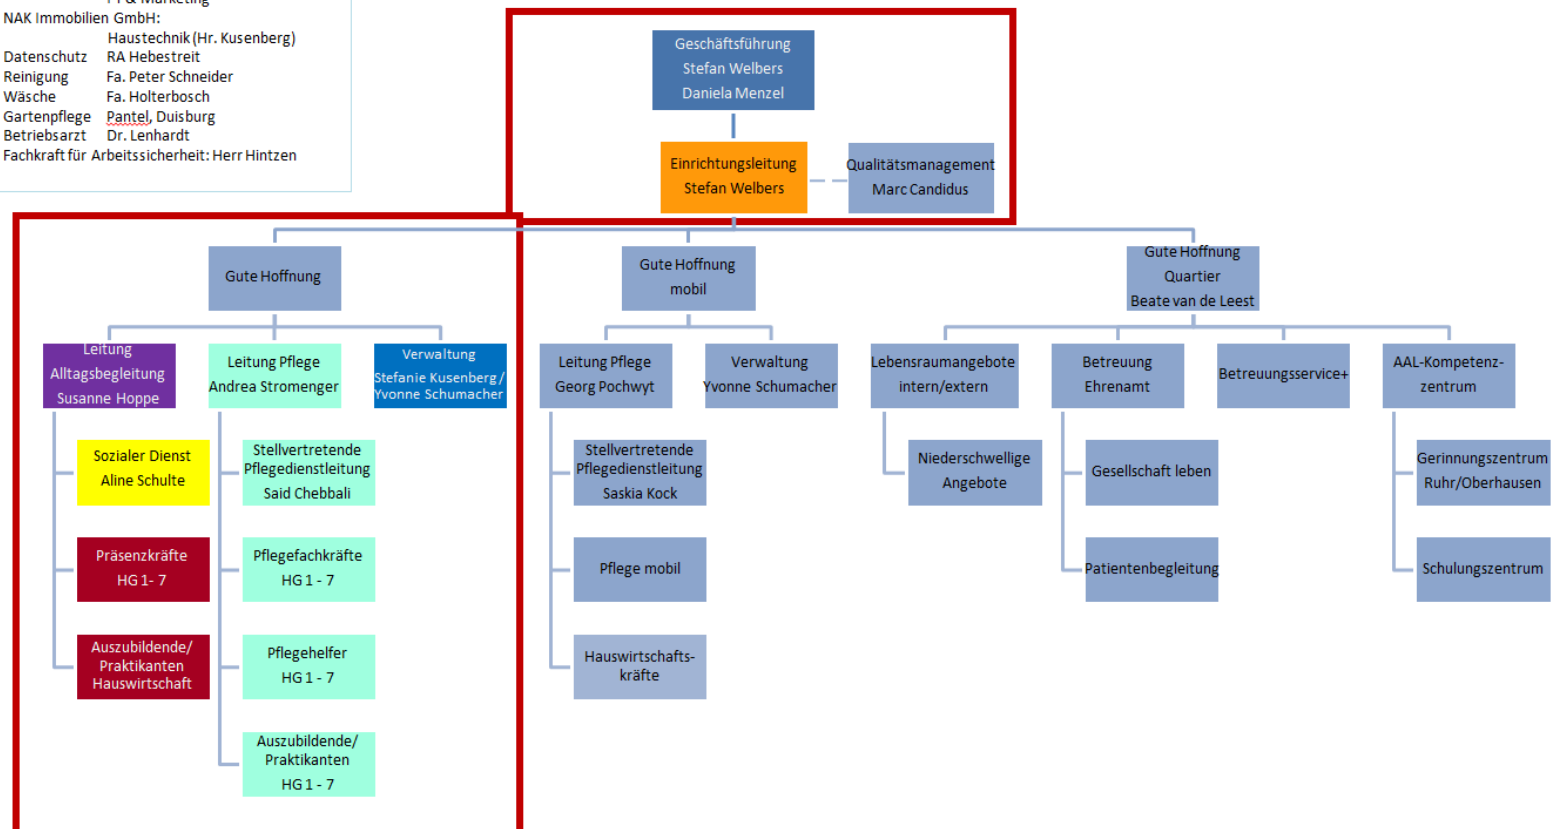 FT& Marketing
NAK Immobilien GmbH:
Haustechnik (Hr. Kusenberg)
Datenschutz RA Hebestreit
Reinigung Fa. Peter Schneider
Wäsche Fa. Holterbosch
Gartenpflege Pantel, Duisburg
Betriebsarzt Dr. Lenhardt
Fachkraft für Arbeitssicherheit: Herr Hintzen
Geschäftsführung
Stefan Welbers
Daniela Menzel
Einrichtungsleitung
Stefan Welbers
Qualitätsmanagement
Marc Candidus
Gute Hoffnung
Gute Hoffnung
mobil
Gute Hoffnung
Quartier
Beate van de Leest
Leitung
Alltagsbegleitung
Susanne Hoppe
Leitung Pflege
Andrea Stromenger
Verwaltung
Stefanie Kusenberg/
Yvonne Schumacher
Leitung Pflege
Georg Pochwyt
Verwaltung
Yvonne Schumacher
Lebensraumangebote
intern/extern
Betreuung
Ehrenamt
Betreuungsservice+
AAL-Kompetenz-
zentrum
Sozialer Dienst
Aline Schulte
Stellvertretende
Pflegedienstleitung
Said Chebbali
Stellvertretende
Pflegedienstleitung
Saskia Kock
Niederschwellige
Angebote
Gesellschaft leben
Gerinnungszentrum
Ruhr/Oberhausen
Präsenzkräfte
HG 1- 7
Pflegefachkräfte
HG 1 - 7
Pflege mobil
Patientenbegleitung
Schulungszentrum
Auszubildende/
Praktikanten
Hauswirtschaft
Pflegehelfer
HG 1 - 7
Hauswirtschafts-
kräfte
Auszubildende/
Praktikanten
HG 1 - 7